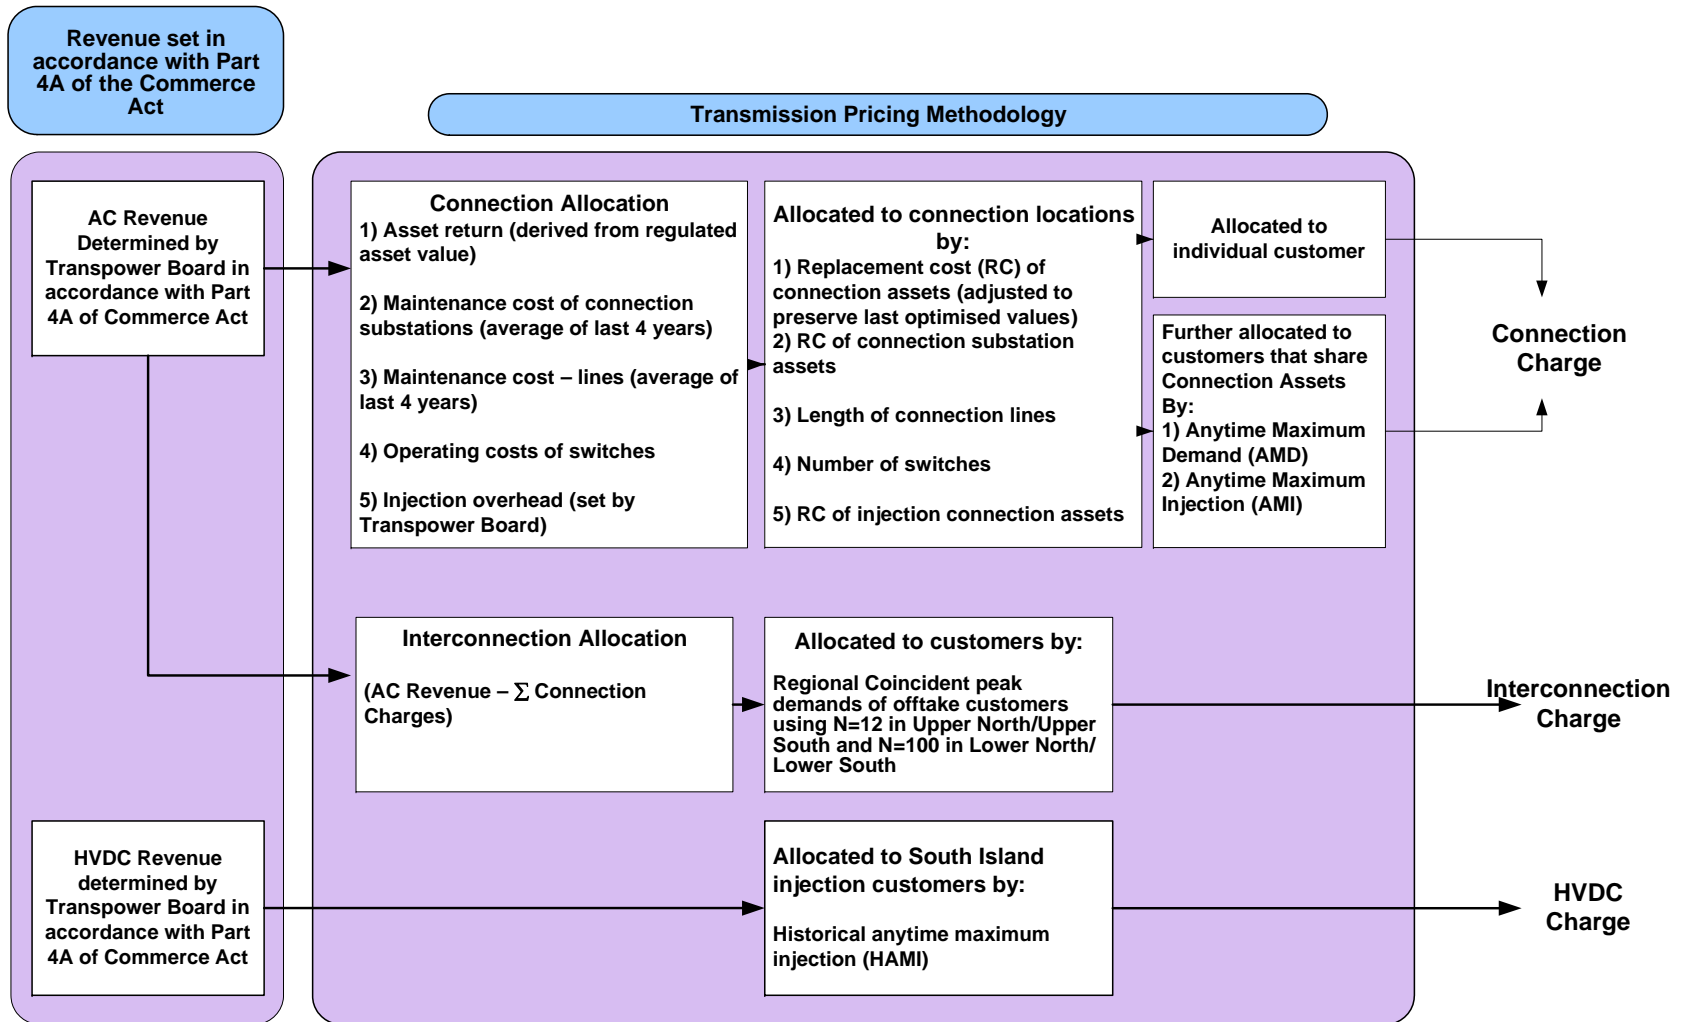 Revenue set in
accordance with Part
4A of the Commerce
Act
Transmission Pricing Methodology
AC Revenue
Determined by
Transpower Board in
accordance with Part
4A of Commerce Act
Connection Allocation
1) Asset return (derived from regulated
asset value)
2) Maintenance cost of connection
substations (average of last 4 years)
3) Maintenance cost – lines (average of
last 4 years)
4) Operating costs of switches
5) Injection overhead (set by
Transpower Board)
Allocated to connection locations
by:
1) Replacement cost (RC) of
connection assets (adjusted to
preserve last optimised values)
2) RC of connection substation
assets
3) Length of connection lines
4) Number of switches
5) RC of injection connection assets
Allocated to
individual customer
Further allocated to
customers that share
Connection Assets
By:
1) Anytime Maximum
Demand (AMD)
2) Anytime Maximum
Injection (AMI)
Connection
Charge
Interconnection Allocation
(AC Revenue – ∑ Connection
Charges)
Allocated to customers by:
Regional Coincident peak
demands of offtake customers
using N=12 in Upper North/Upper
South and N=100 in Lower North/
Lower South
Interconnection
Charge
HVDC Revenue
determined by
Transpower Board in
accordance with Part
4A of Commerce Act
Allocated to South Island
injection customers by:
Historical anytime maximum
injection (HAMI)
HVDC
Charge